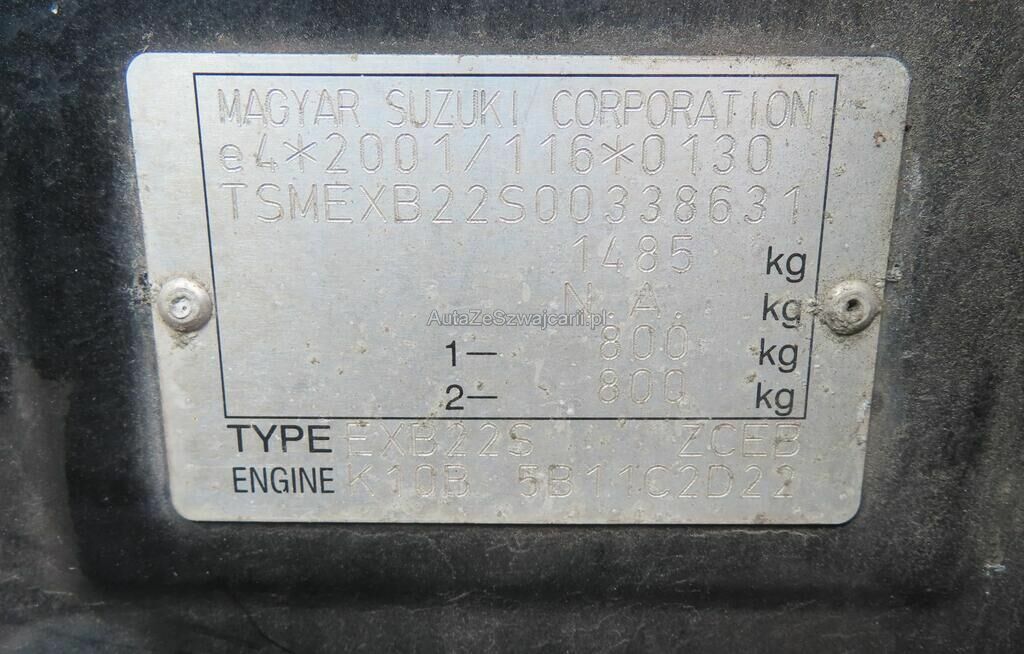 MAGYAR SUZUKI CORPORATION
e4*2001/116*0130
TSMEXB22S00338631
1485 kg
N.A. kg
AutaZeSzwajcarii.pl
1— 800 kg
2— 800 kg
TYPE EXB22S ZCEB
ENGINE K10B 5B11C2D22